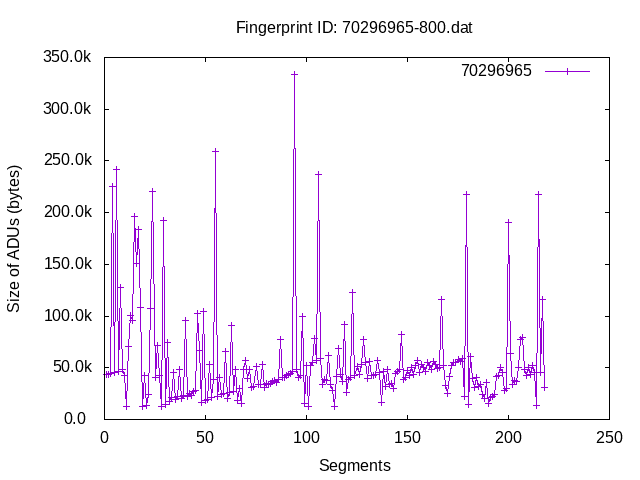 Fingerprint ID: 70296965-800.dat
350.0k
70296965
300.0k
250.0k
200.0k
150.0k
100.0k
50.0k
0.0
Size of ADUs (bytes)
0 50 100 150 200 250
Segments